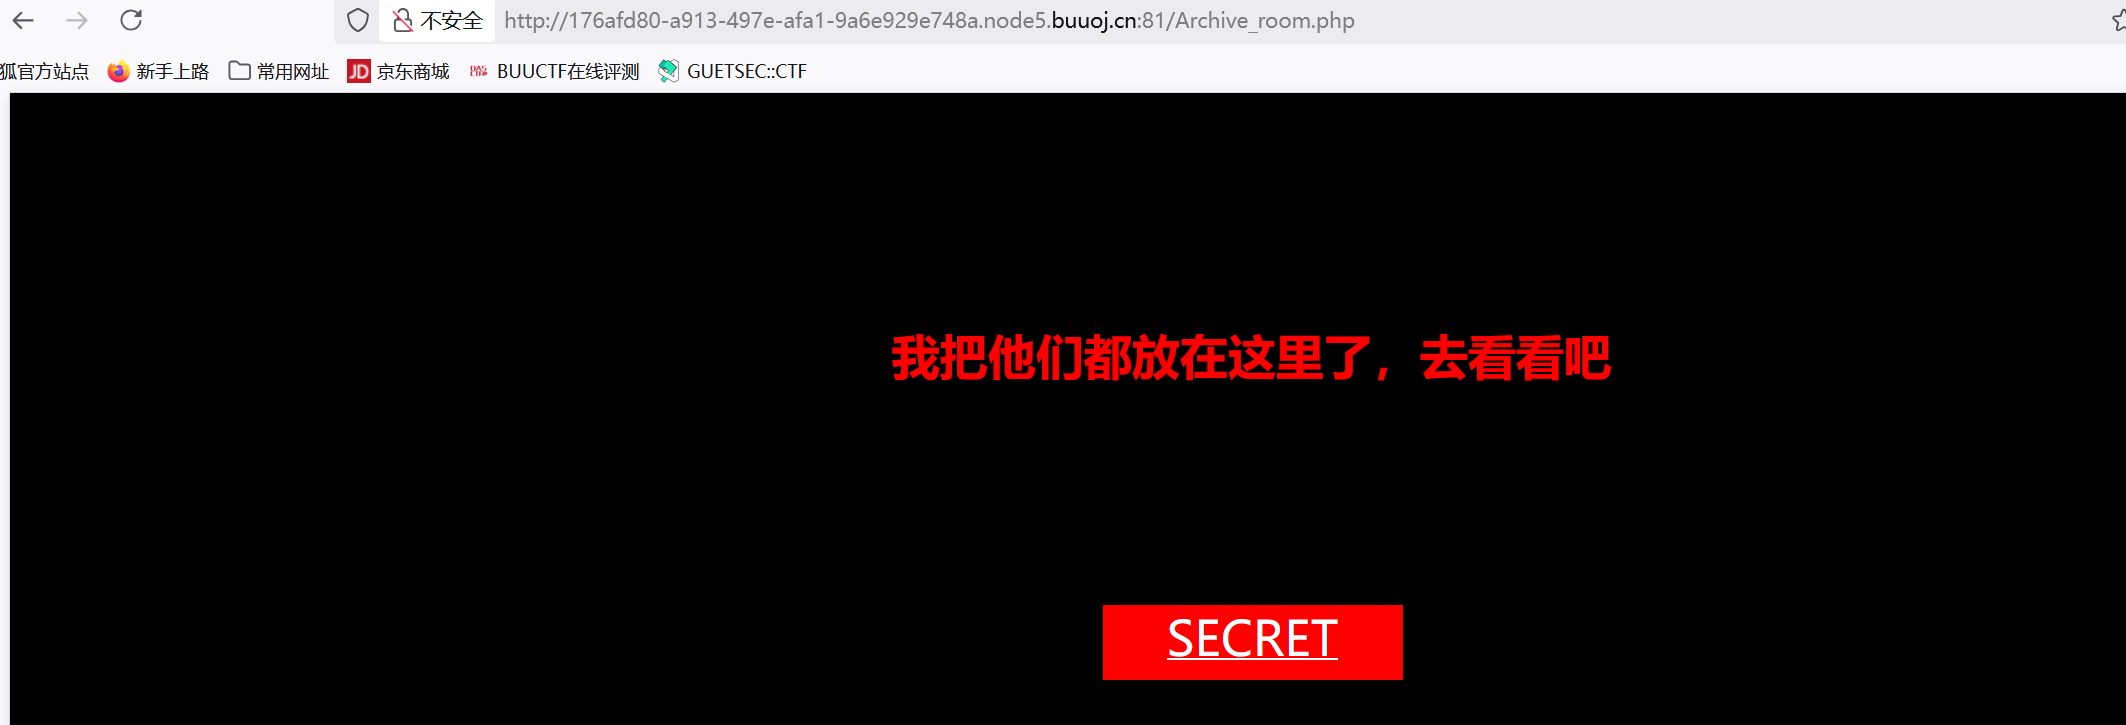 不安全 http://176afd80-a913-497e-afa1-9a6e929e748a.node5.buuoj.cn:81/Archive_room.php
狐官方站点 新手上路 常用网址 JD 京东商城 BUUCTF在线评测 GUETSEC::CTF
我把他们都放在这里了，去看看吧
SECRET